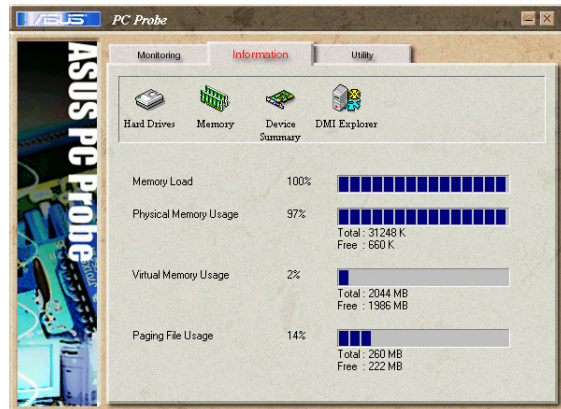 /SUS PC Probe
Monitoring Information Utility
ASUS PC Probe
Hard Drives Memory Device Summary DMI Explorer
Memory Load 100%
Physical Memory Usage 97%
Total : 31248 K
Free : 660 K
Virtual Memory Usage 2%
Total : 2044 MB
Free : 1986 MB
Paging File Usage 14%
Total : 260 MB
Free : 222 MB